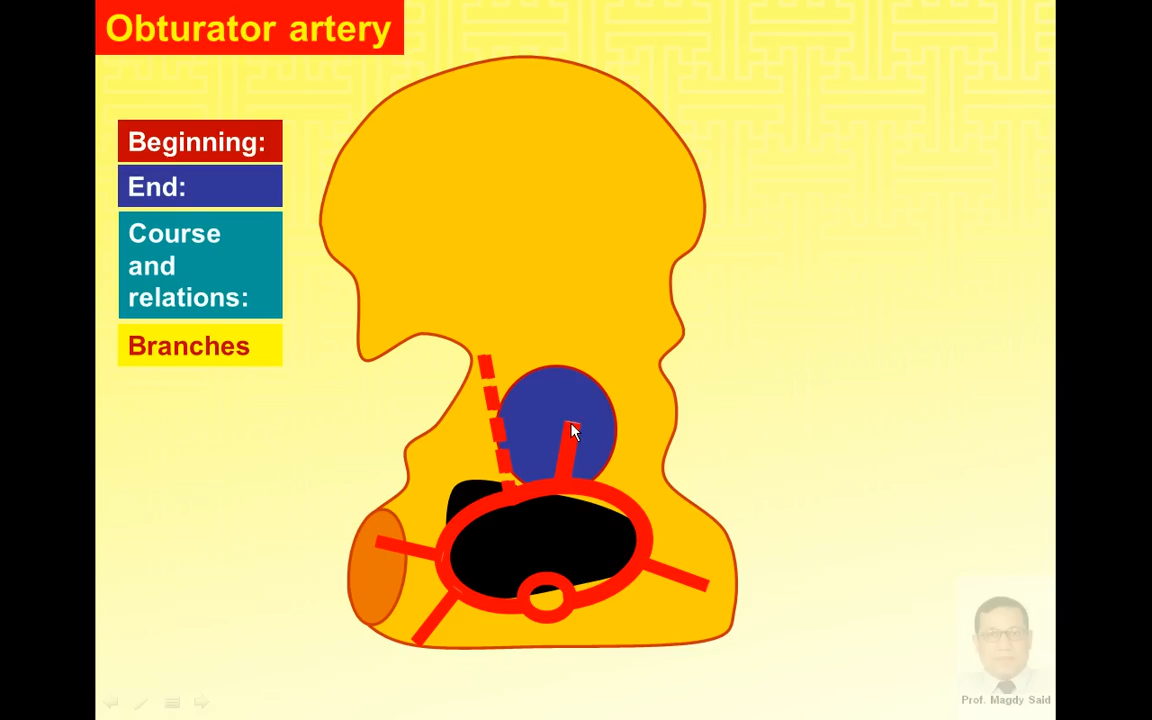 Obturator artery
Beginning:
End:
Course
and
relations:
Branches
Prof. Magdy Said